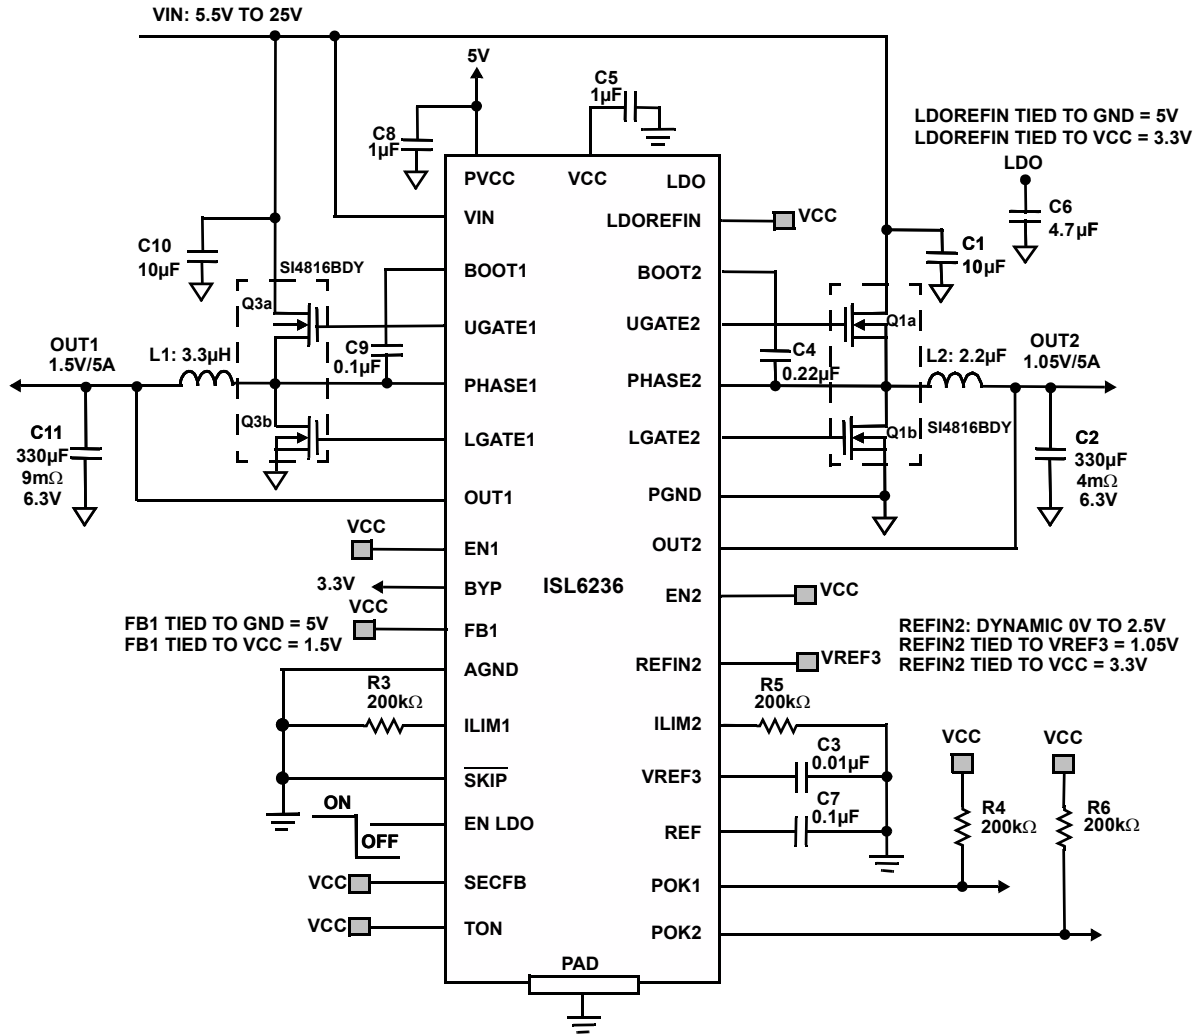 VIN: 5.5V TO 25V
5V
C5
1µF
C8
1µF
LDOREFIN TIED TO GND = 5V
LDOREFIN TIED TO VCC = 3.3V
LDO
C6
4.7µF
PVCC
VCC
LDO
VIN
LDOREFIN
VCC
C10
10µF
SI4816BDY
BOOT1
BOOT2
C1
10µF
Q3a
UGATE1
UGATE2
Q1a
OUT1
1.5V/5A
L1: 3.3µH
C9
0.1µF
C4
0.22µF
L2: 2.2µF
OUT2
1.05V/5A
PHASE1
PHASE2
Q3b
LGATE1
LGATE2
Q1b
SI4816BDY
C11
330µF
9mΩ
6.3V
C2
330µF
4mΩ
6.3V
OUT1
PGND
VCC
EN1
OUT2
3.3V
BYP
ISL6236
EN2
VCC
VCC
FB1 TIED TO GND = 5V
FB1 TIED TO VCC = 1.5V
FB1
REFIN2: DYNAMIC 0V TO 2.5V
REFIN2 TIED TO VREF3 = 1.05V
REFIN2 TIED TO VCC = 3.3V
AGND
REFIN2
VREF3
R3
200kΩ
ILIM1
ILIM2
R5
200kΩ
VCC
VCC
SKIP
VREF3
C3
0.01µF
ON
OFF
EN LDO
REF
C7
0.1µF
R4
200kΩ
R6
200kΩ
VCC
SECFB
POK1
VCC
TON
POK2
PAD